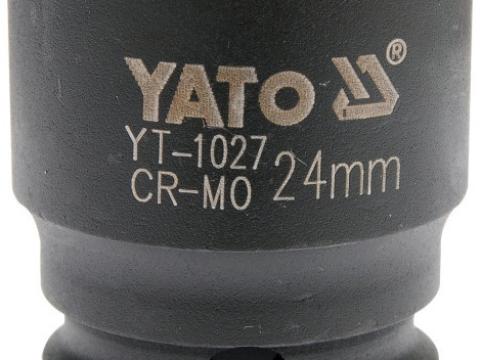 YATO ®
YT-1027
CR-MO 24mm